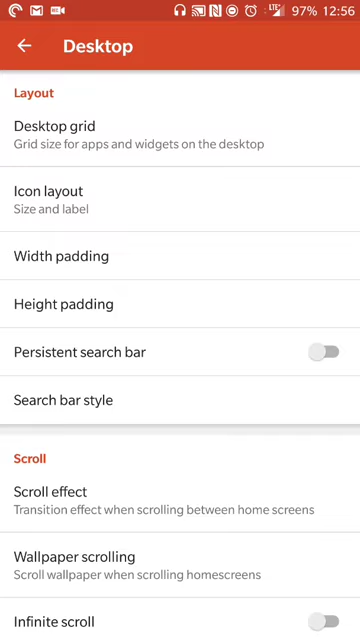 LTE 97% 12:56
Desktop
Layout
Desktop grid
Grid size for apps and widgets on the desktop
Icon layout
Size and label
Width padding
Height padding
Persistent search bar
Search bar style
Scroll
Scroll effect
Transition effect when scrolling between home screens
Wallpaper scrolling
Scroll wallpaper when scrolling homescreens
Infinite scroll